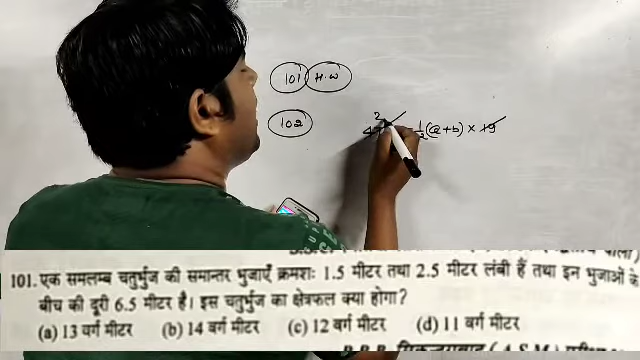 101 H.W
102
2
4 = 1/2 (a+b) × 19
101. एक समलम्ब चतुर्भुज की समान्तर भुजाएँ क्रमशः 1.5 मीटर तथा 2.5 मीटर लंबी हैं तथा इन भुजाओं के
बीच की दूरी 6.5 मीटर है। इस चतुर्भुज का क्षेत्रफल क्या होगा?
(a) 13 वर्ग मीटर (b) 14 वर्ग मीटर (c) 12 वर्ग मीटर (d) 11 वर्ग मीटर